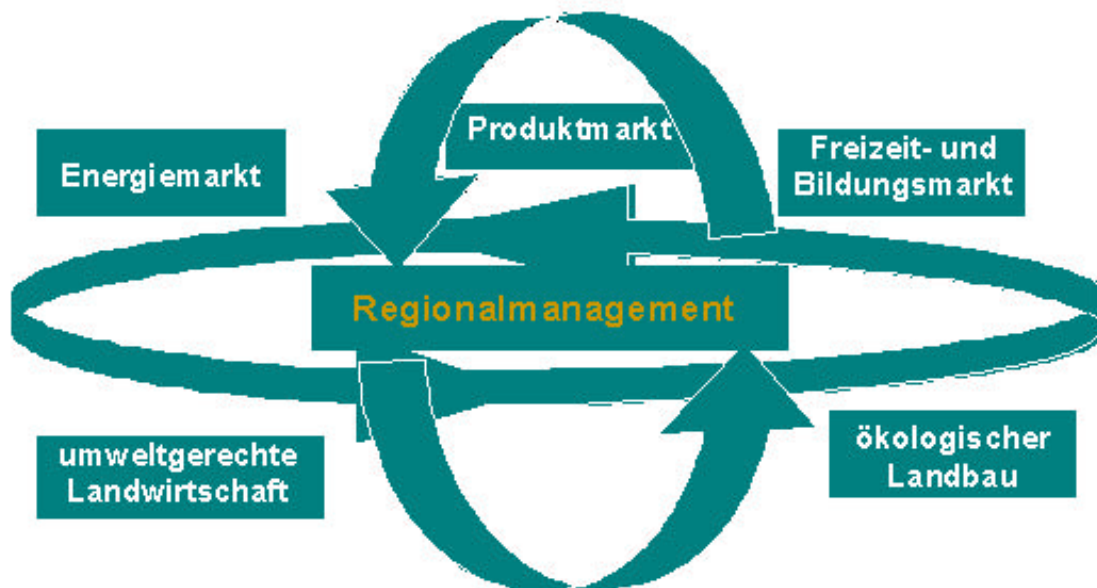 Produktmarkt
Energiemarkt
Freizeit- und
Bildungsmarkt
Regionalmanagement
umweltgerechte
Landwirtschaft
ökologischer
Landbau